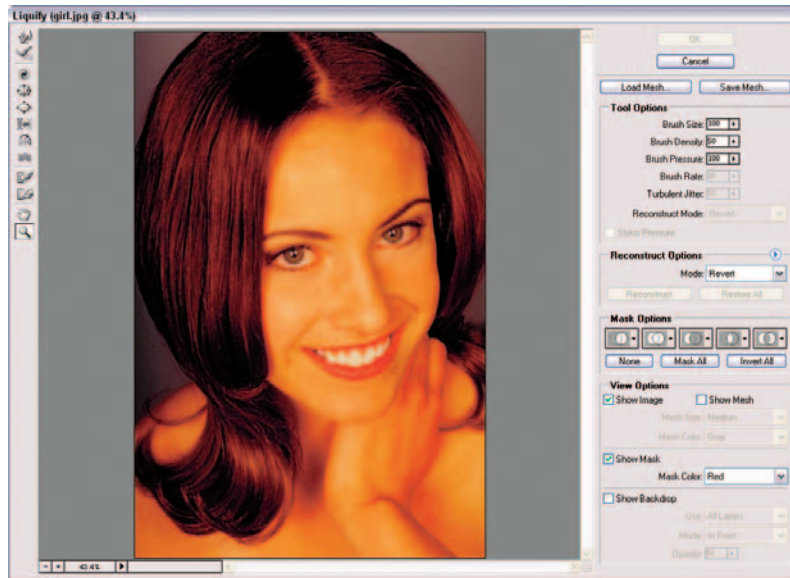 Liquify (girl.jpg @ 43.4%)
OK
Cancel
Load Mesh... Save Mesh...
Tool Options
Brush Size: 100
Brush Density: 50
Brush Pressure: 100
Brush Rate:
Turbulent Jitter:
Reconstruct Mode: Revert
Stylus Pressure
Reconstruct Options
Mode: Revert
Reconstruct Restore All
Mask Options
None Mask All Invert All
View Options
Show Image Show Mesh
Mesh Size: Medium
Mesh Color: Gray
Show Mask
Mask Color: Red
Show Backdrop
Use: All Layers
Mode: In Front
Opacity:
43.4%